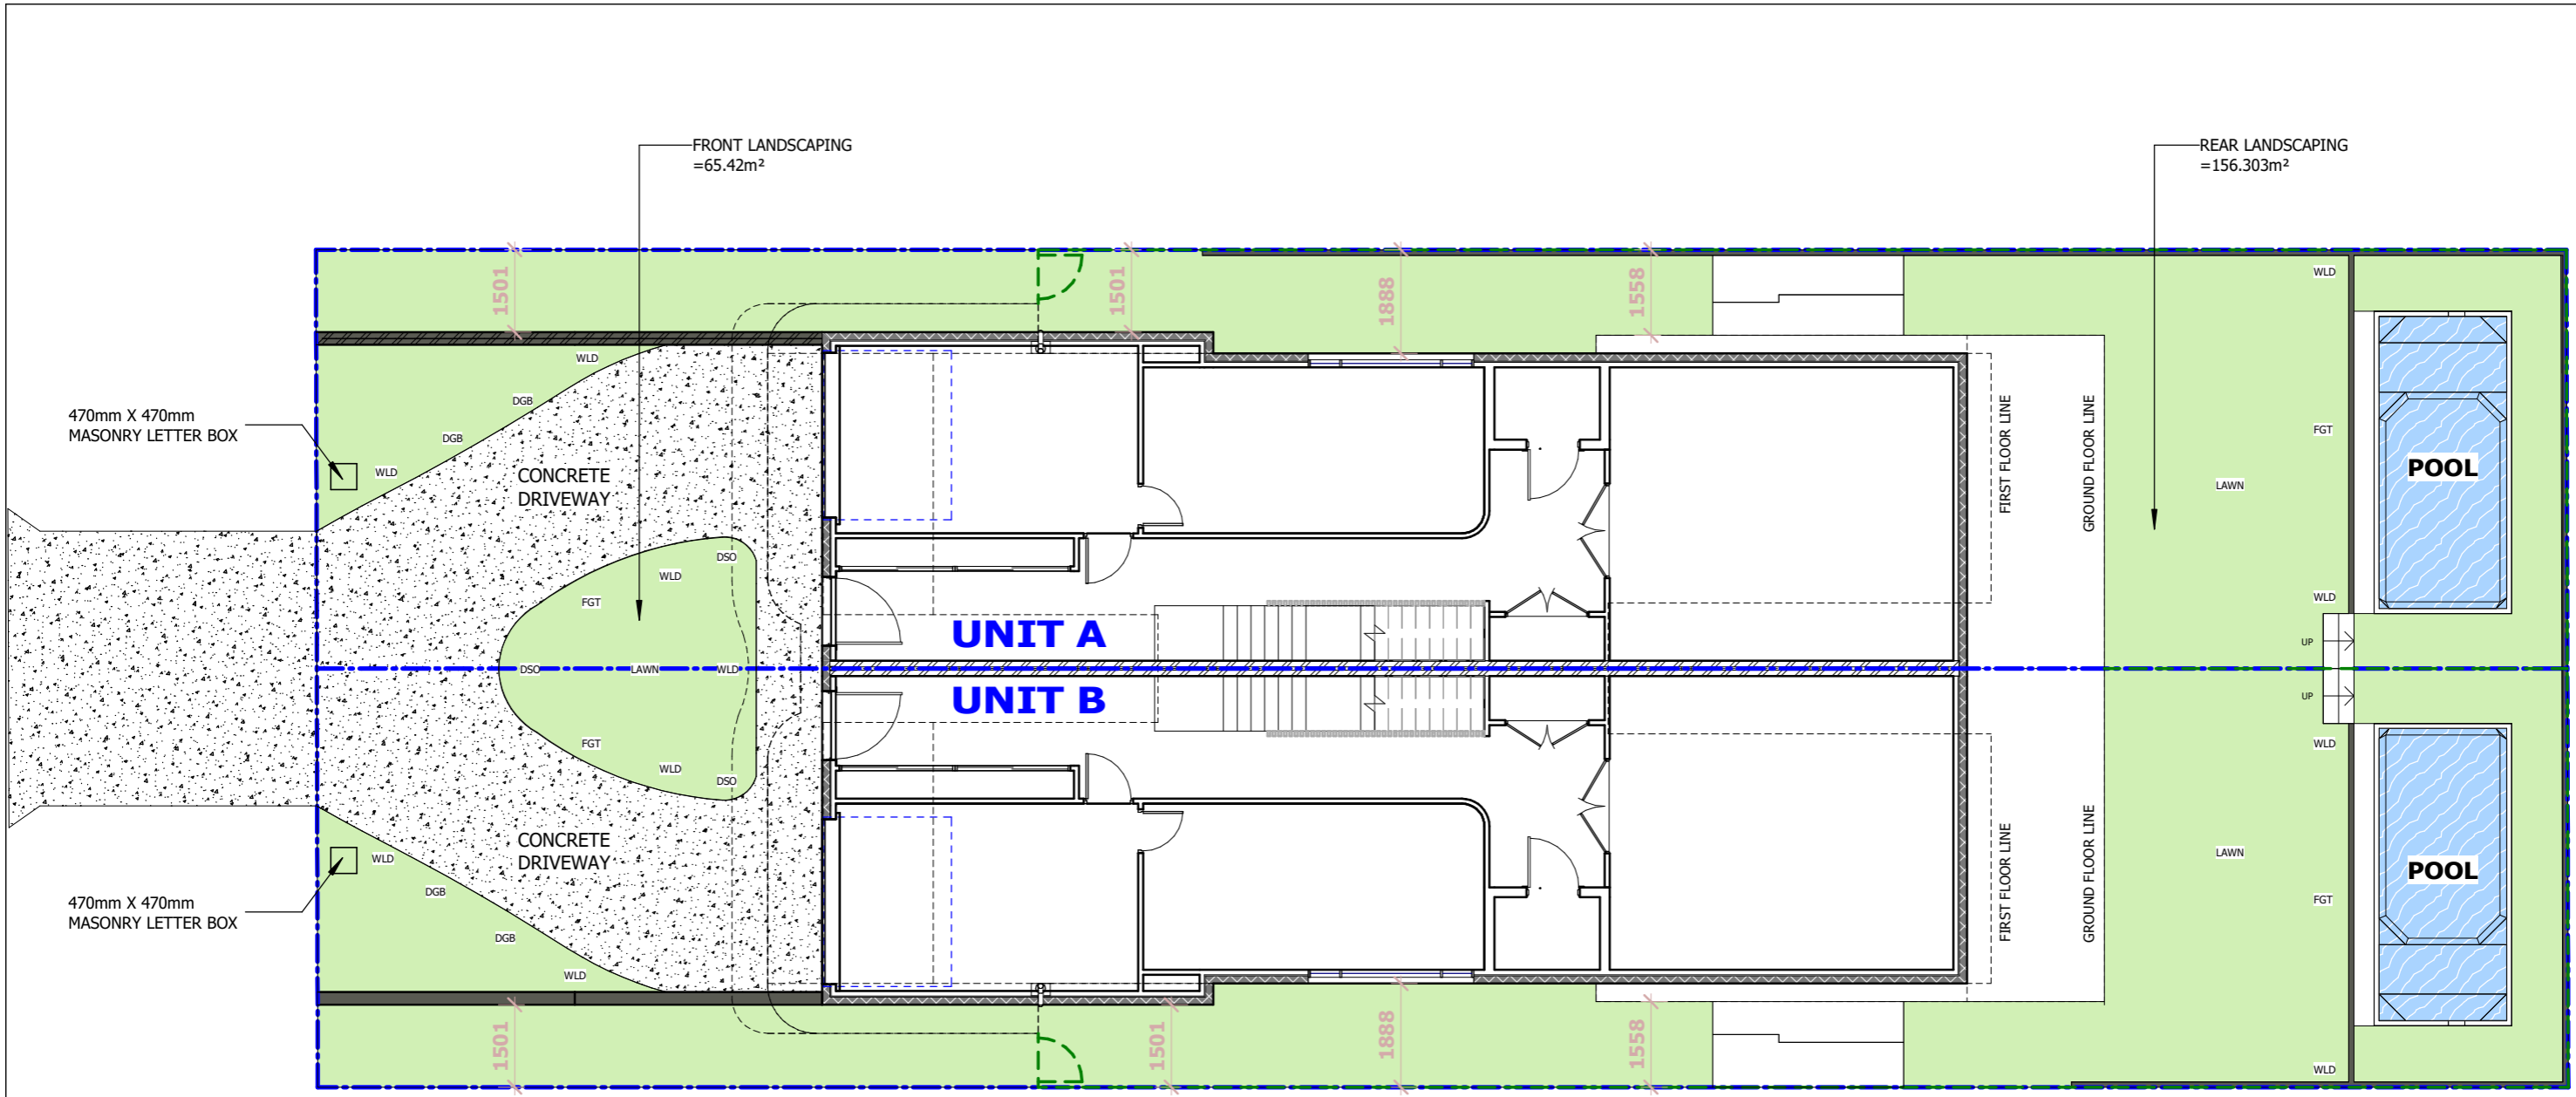 FRONT LANDSCAPING
=65.42m²
REAR LANDSCAPING
=156.303m²
1501
1501
1888
1558
WLD
WLD
DGB
470mm X 470mm
MASONRY LETTER BOX
DGB
WLD
CONCRETE
DRIVEWAY
FIRST FLOOR LINE
GROUND FLOOR LINE
FGT
LAWN
POOL
DSO
WLD
FGT
WLD
UNIT A
UP
DSO
LAWN
WLD
UNIT B
UP
FGT
WLD
DSO
WLD
CONCRETE
DRIVEWAY
FIRST FLOOR LINE
GROUND FLOOR LINE
LAWN
POOL
WLD
DGB
470mm X 470mm
MASONRY LETTER BOX
FGT
DGB
WLD
1501
1501
1888
1558
WLD